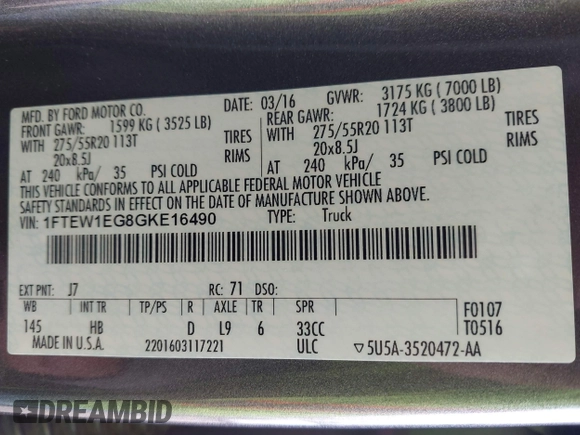 MFD. BY FORD MOTOR CO.
DATE: 03/16 GVWR: 3175 KG ( 7000 LB)
FRONT GAWR: 1599 KG ( 3525 LB) REAR GAWR: 1724 KG ( 3800 LB)
WITH 275/55R20 113T TIRES WITH 275/55R20 113T TIRES
20x8.5J RIMS 20x8.5J RIMS
AT 240 kPa/ 35 PSI COLD AT 240 kPa/ 35 PSI COLD
THIS VEHICLE CONFORMS TO ALL APPLICABLE FEDERAL MOTOR VEHICLE
SAFETY STANDARDS IN EFFECT ON THE DATE OF MANUFACTURE SHOWN ABOVE.
VIN: 1FTEW1EG8GKE16490 TYPE: Truck
EXT PNT: J7 RC: 71 DSO:
WB INT TR TP/PS R AXLE TR SPR F0107
145 HB D L9 6 33CC T0516
MADE IN U.S.A. 2201603117221 ULC ▽5U5A-3520472-AA
DREAMBID